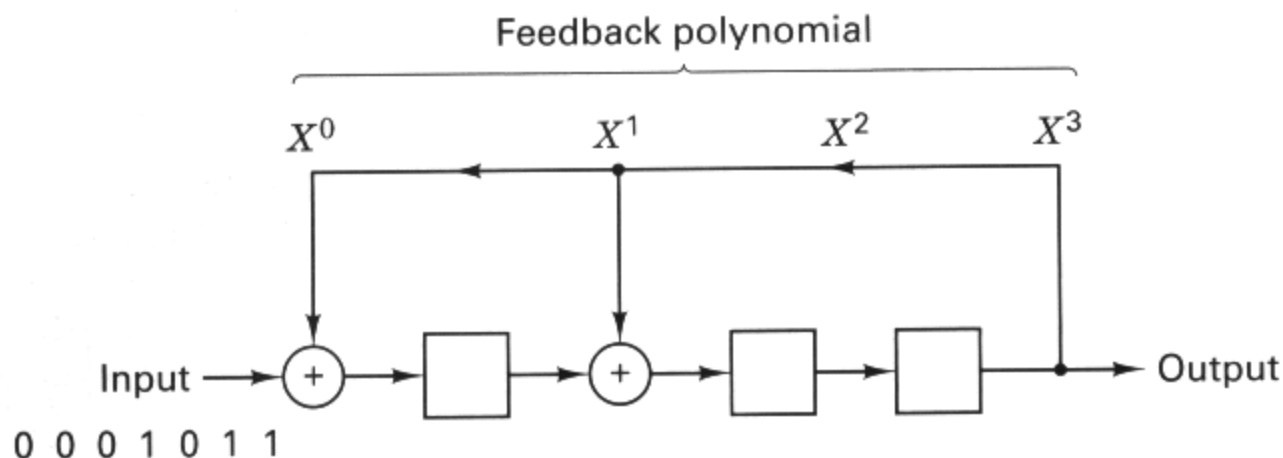 Feedback polynomial
X⁰ X¹ X² X³
+ +
Input Output
0 0 0 1 0 1 1